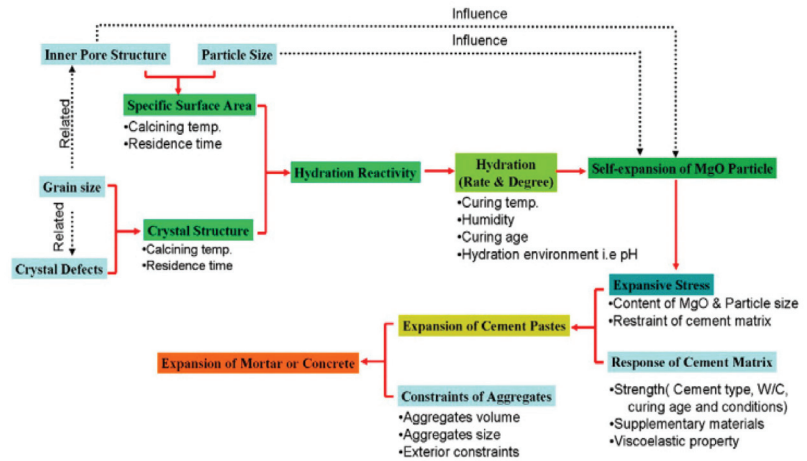 Influence
Influence
Inner Pore Structure
Particle Size
Specific Surface Area
•Calcining temp.
•Residence time
Related
Grain size
Related
Crystal Defects
Crystal Structure
•Calcining temp.
•Residence time
Hydration Reactivity
Hydration
(Rate & Degree)
•Curing temp.
•Humidity
•Curing age
•Hydration environment i.e pH
Self-expansion of MgO Particle
Expansive Stress
•Content of MgO & Particle size
•Restraint of cement matrix
Expansion of Cement Pastes
Response of Cement Matrix
•Strength( Cement type, W/C,
curing age and conditions)
•Supplementary materials
•Viscoelastic property
Expansion of Mortar or Concrete
Constraints of Aggregates
•Aggregates volume
•Aggregates size
•Exterior constraints